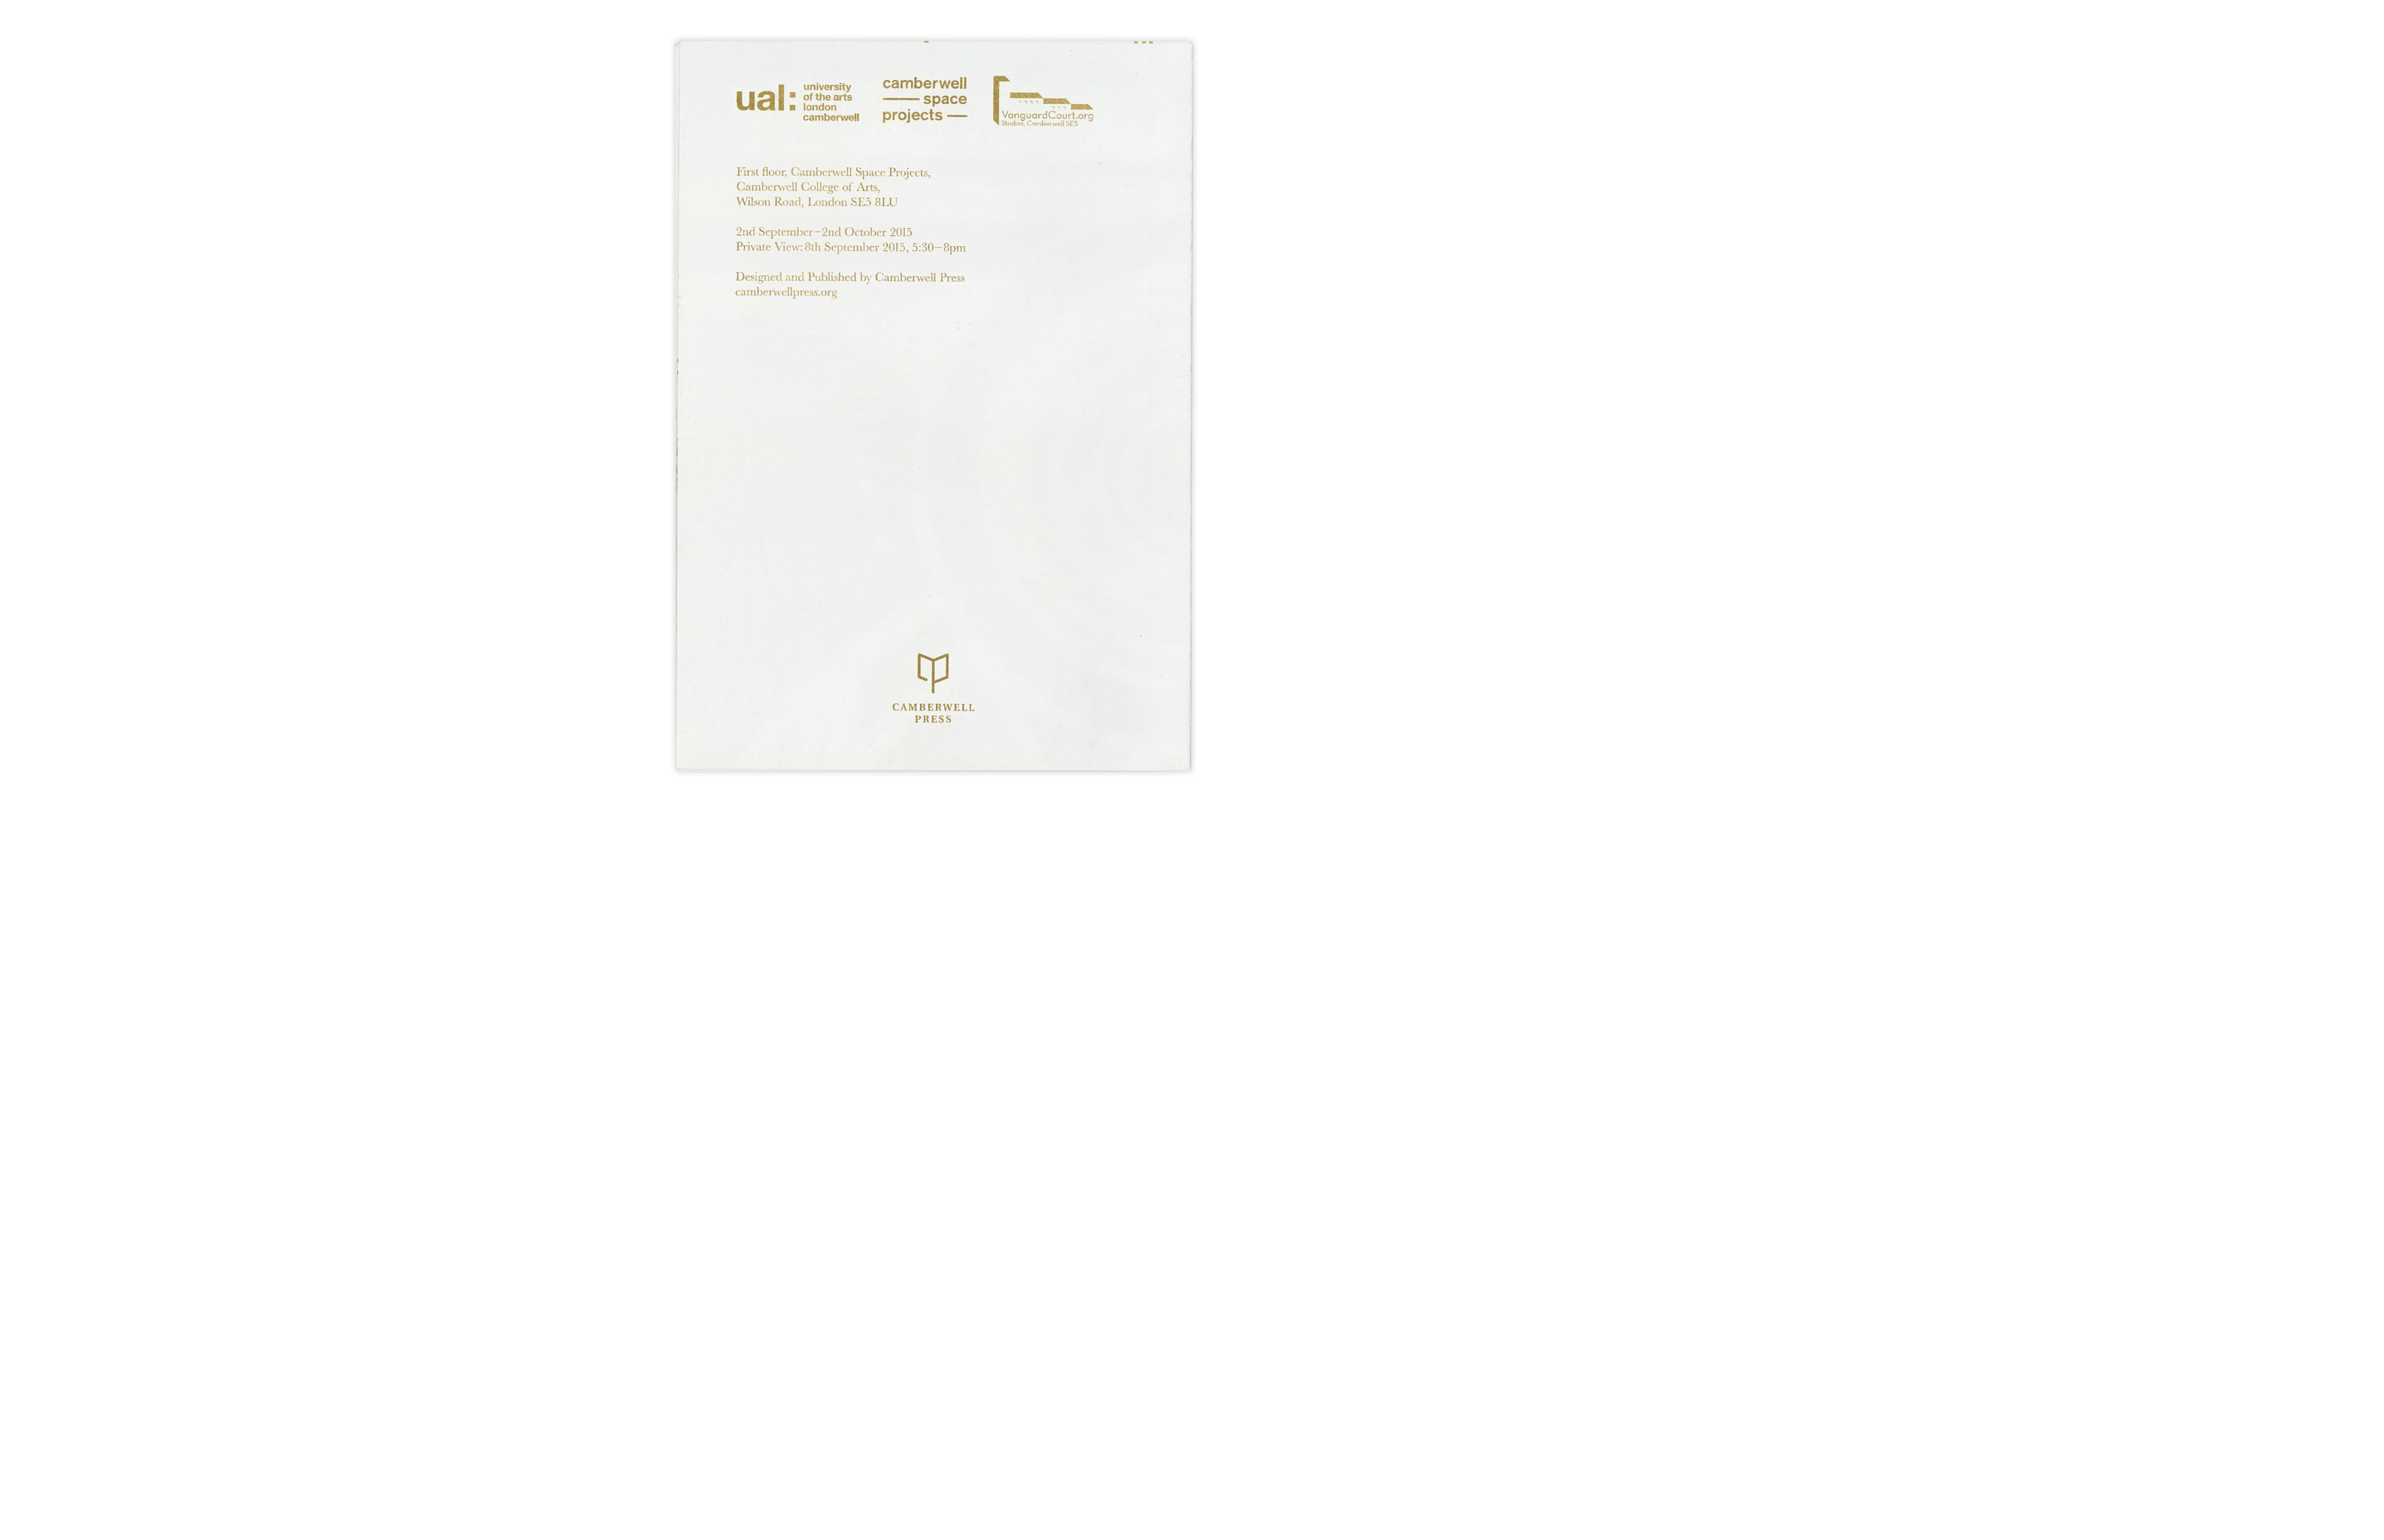 ual:
university
of the arts
london
camberwell
camberwell
space
projects
VanguardCourt.org
Studios, Camberwell SE5
First floor, Camberwell Space Projects,
Camberwell College of Arts,
Wilson Road, London SE5 8LU
2nd September–2nd October 2015
Private View: 8th September 2015, 5:30–8pm
Designed and Published by Camberwell Press
camberwellpress.org
CAMBERWELL
PRESS